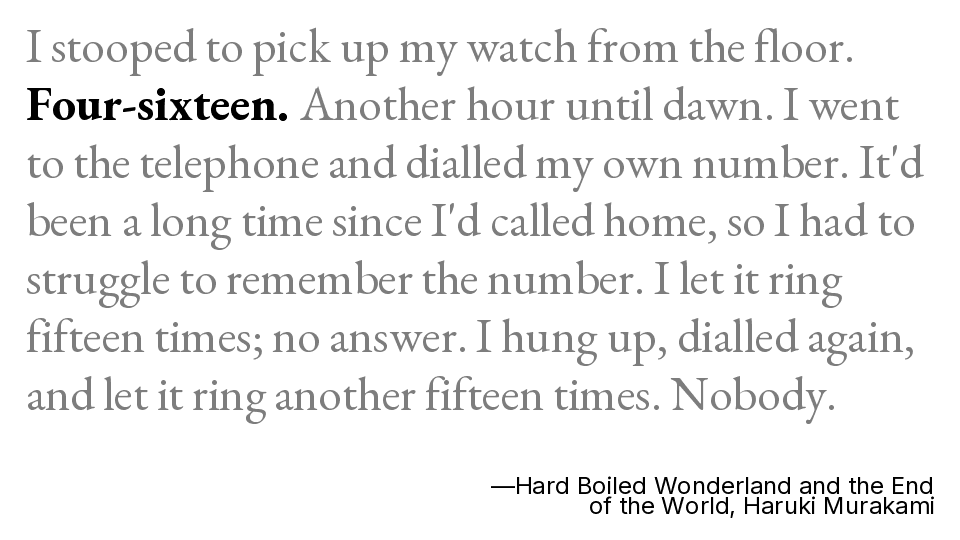 I stooped to pick up my watch from the floor.
Four-sixteen. Another hour until dawn. I went
to the telephone and dialled my own number. It'd
been a long time since I'd called home, so I had to
struggle to remember the number. I let it ring
fifteen times; no answer. I hung up, dialled again,
and let it ring another fifteen times. Nobody.
—Hard Boiled Wonderland and the End
of the World, Haruki Murakami